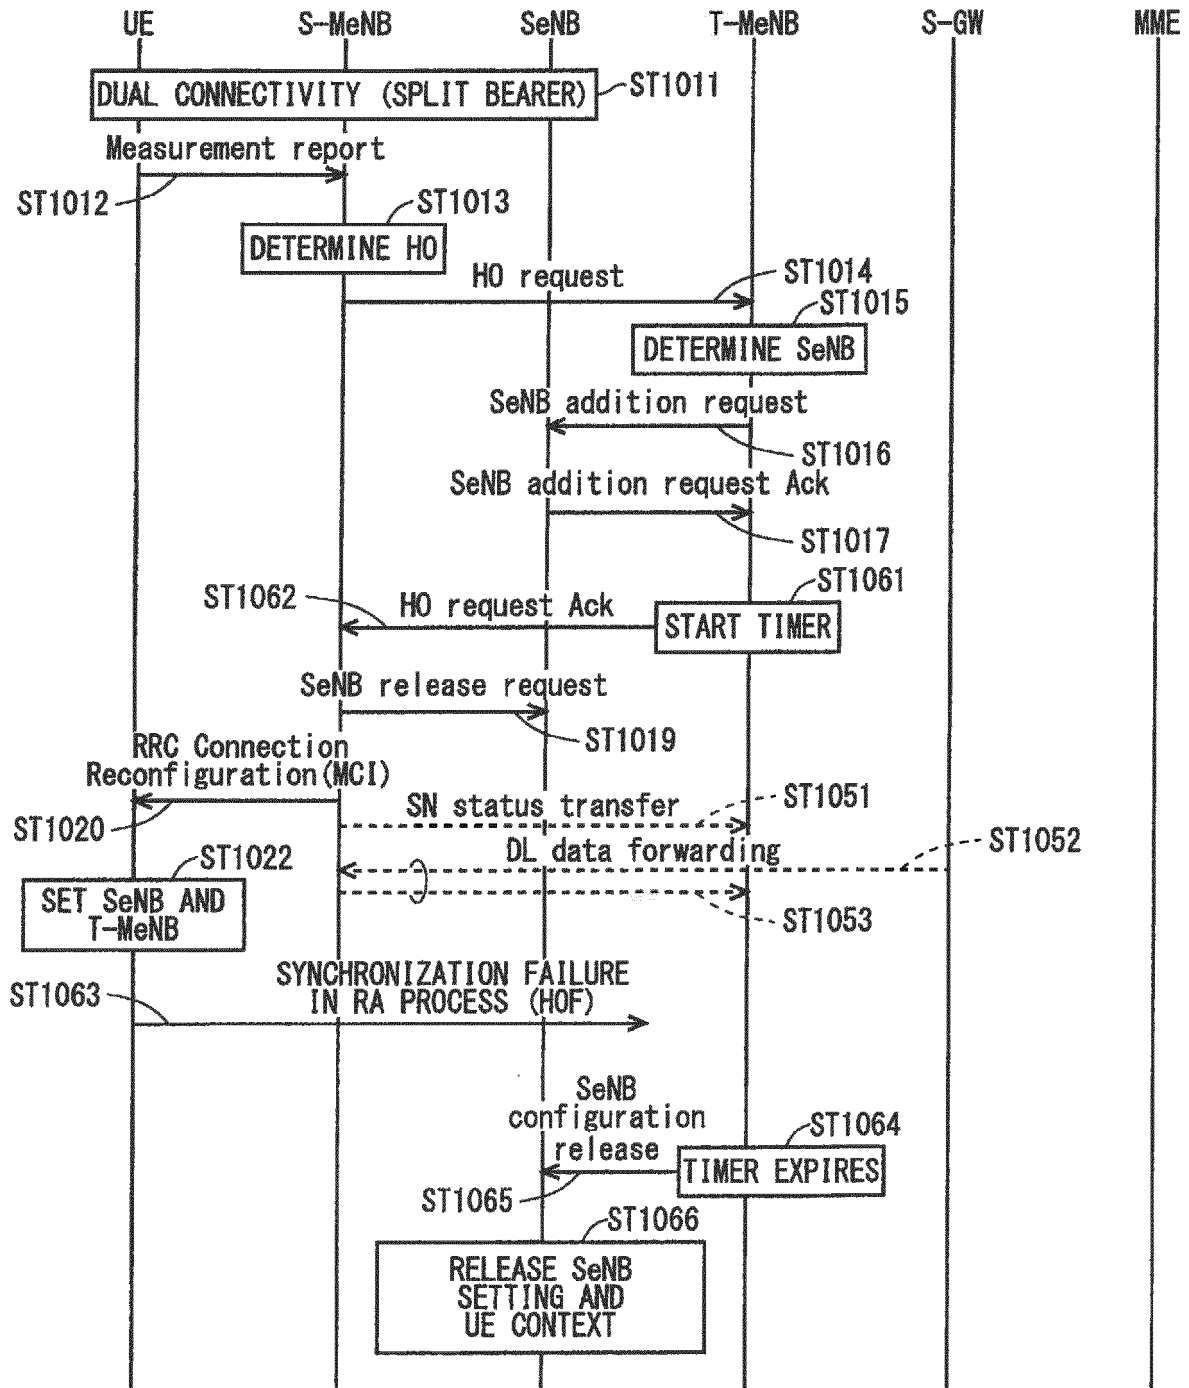 UE
S-MeNB
SeNB
T-MeNB
S-GW
MME
DUAL CONNECTIVITY (SPLIT BEARER)
ST1011
Measurement report
ST1012
ST1013
DETERMINE HO
HO request
ST1014
ST1015
DETERMINE SeNB
SeNB addition request
ST1016
SeNB addition request Ack
ST1017
ST1061
ST1062
HO request Ack
START TIMER
SeNB release request
ST1019
RRC Connection
Reconfiguration(MCI)
ST1020
SN status transfer
ST1051
DL data forwarding
ST1052
ST1022
SET SeNB AND
T-MeNB
ST1053
SYNCHRONIZATION FAILURE
IN RA PROCESS (HOF)
ST1063
SeNB
configuration
release
ST1064
TIMER EXPIRES
ST1065
ST1066
RELEASE SeNB
SETTING AND
UE CONTEXT